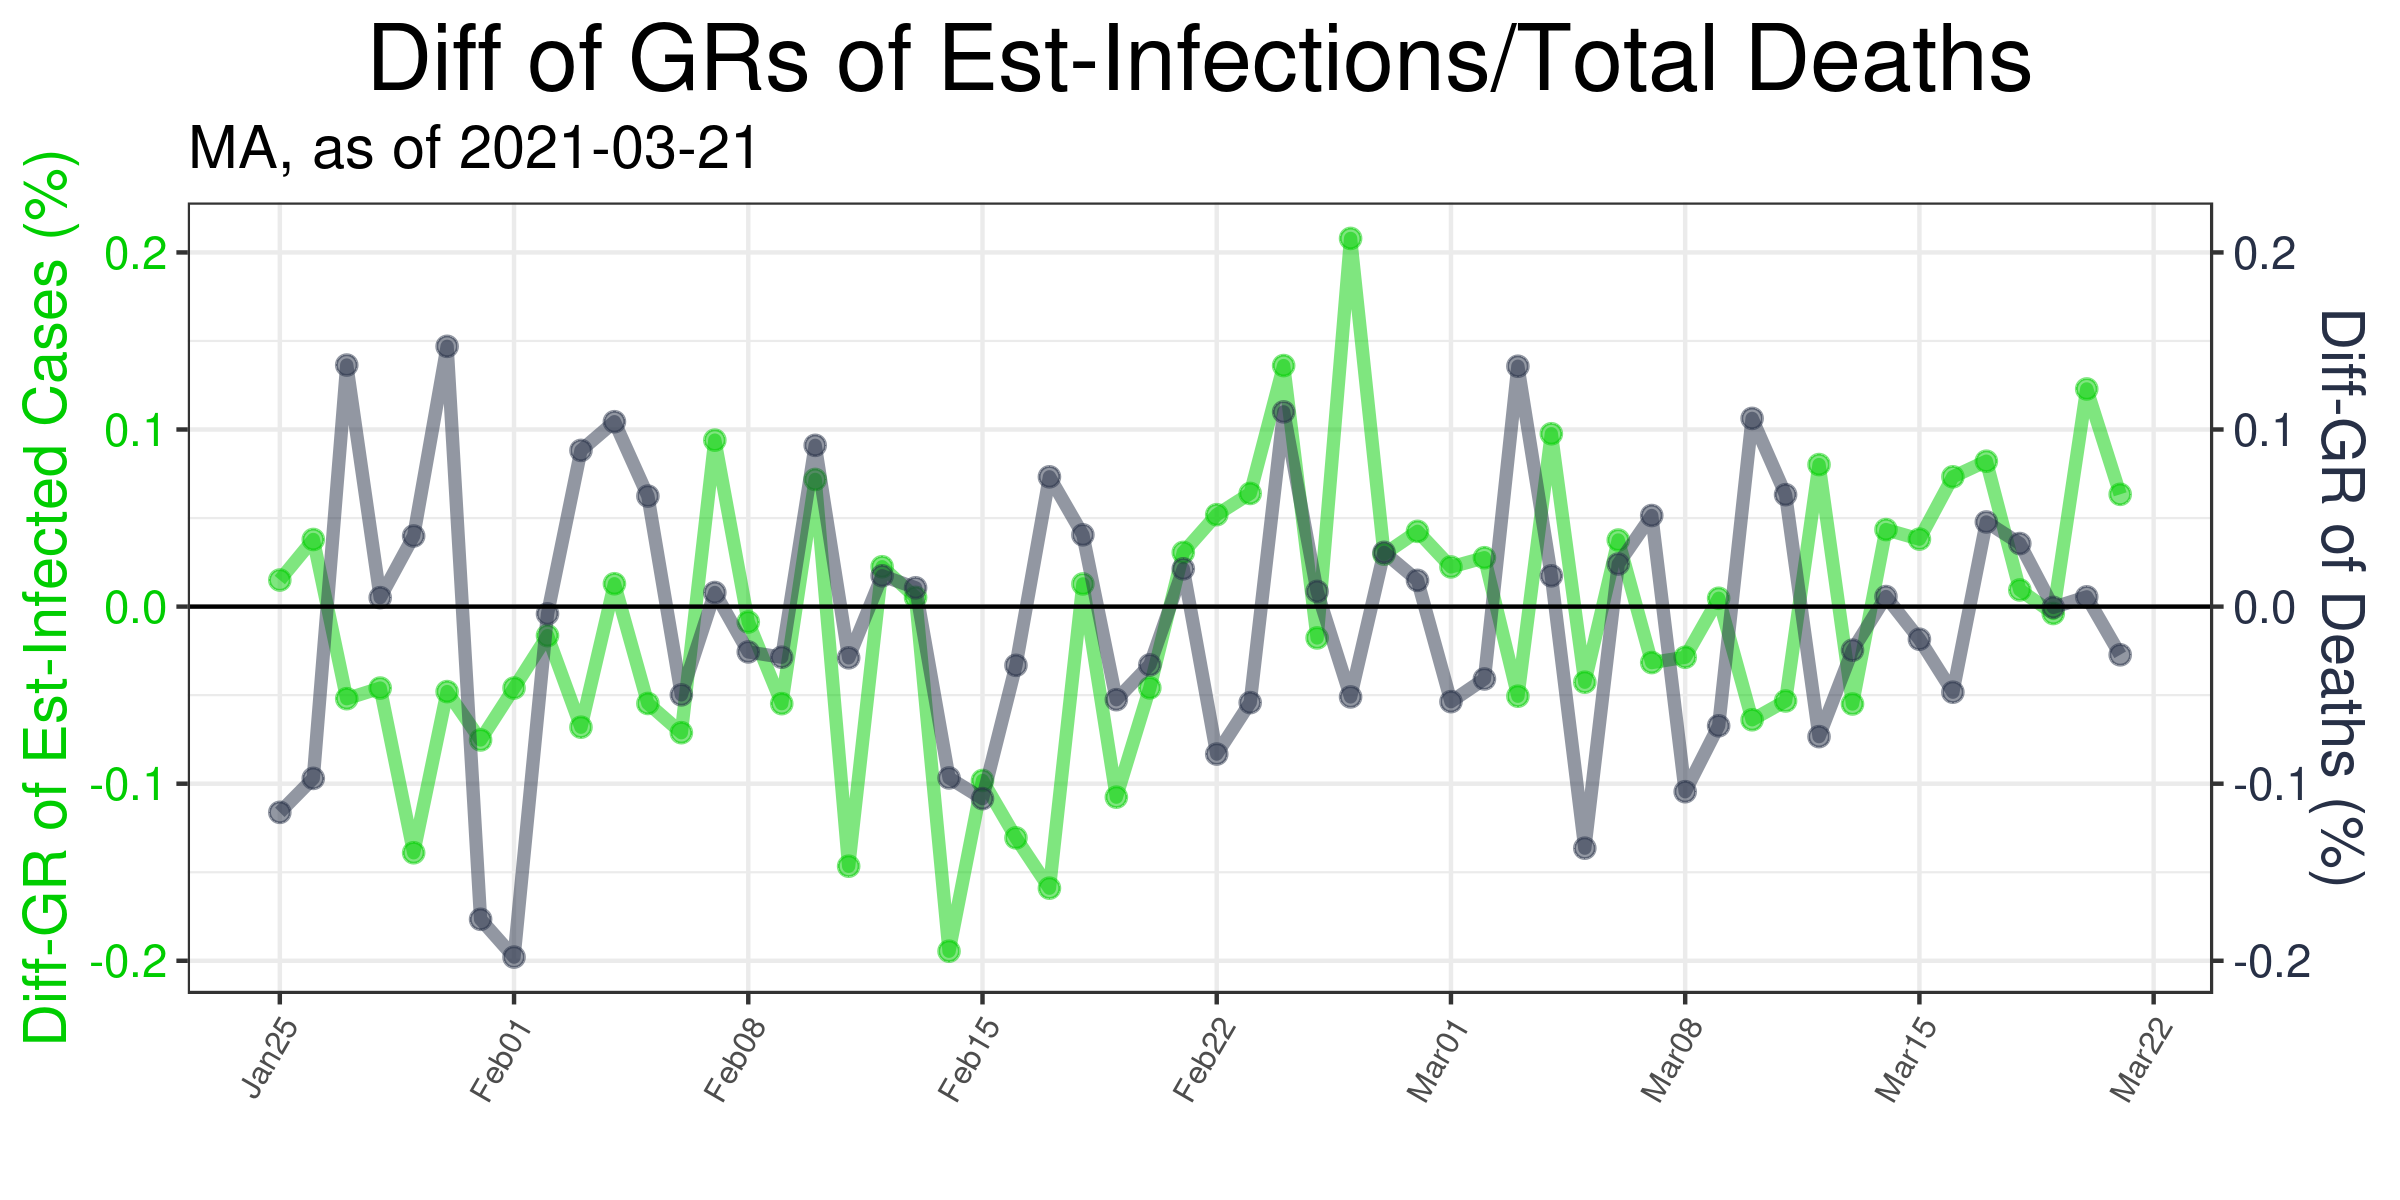 Diff of GRs of Est-Infections/Total Deaths
MA, as of 2021-03-21
Diff-GR of Est-Infected Cases (%)
0.2
0.1
0.0
-0.1
-0.2
0.2
0.1
0.0
-0.1
-0.2
Diff-GR of Deaths (%)
Jan25
Feb01
Feb08
Feb15
Feb22
Mar01
Mar08
Mar15
Mar22